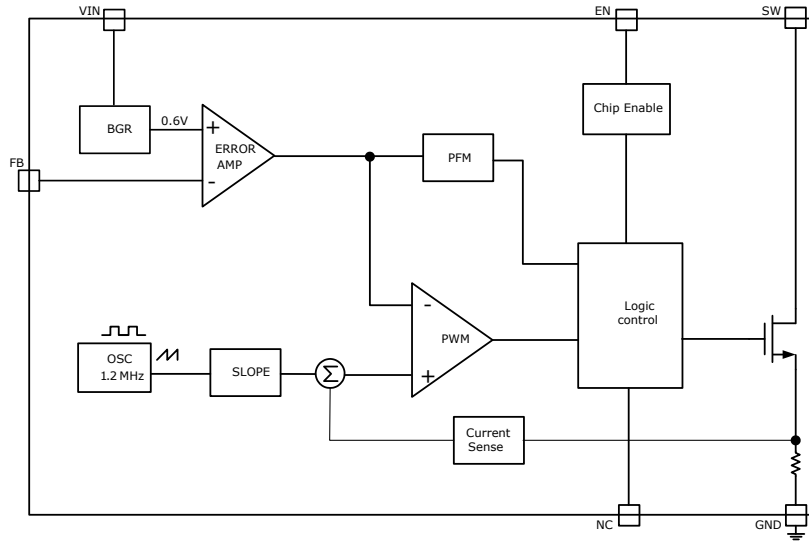 VIN
EN
SW
Chip Enable
BGR
0.6V
+
ERROR
AMP
-
FB
PFM
Logic
control
-
PWM
+
OSC
1.2 MHz
SLOPE
Σ
Current
Sense
NC
GND